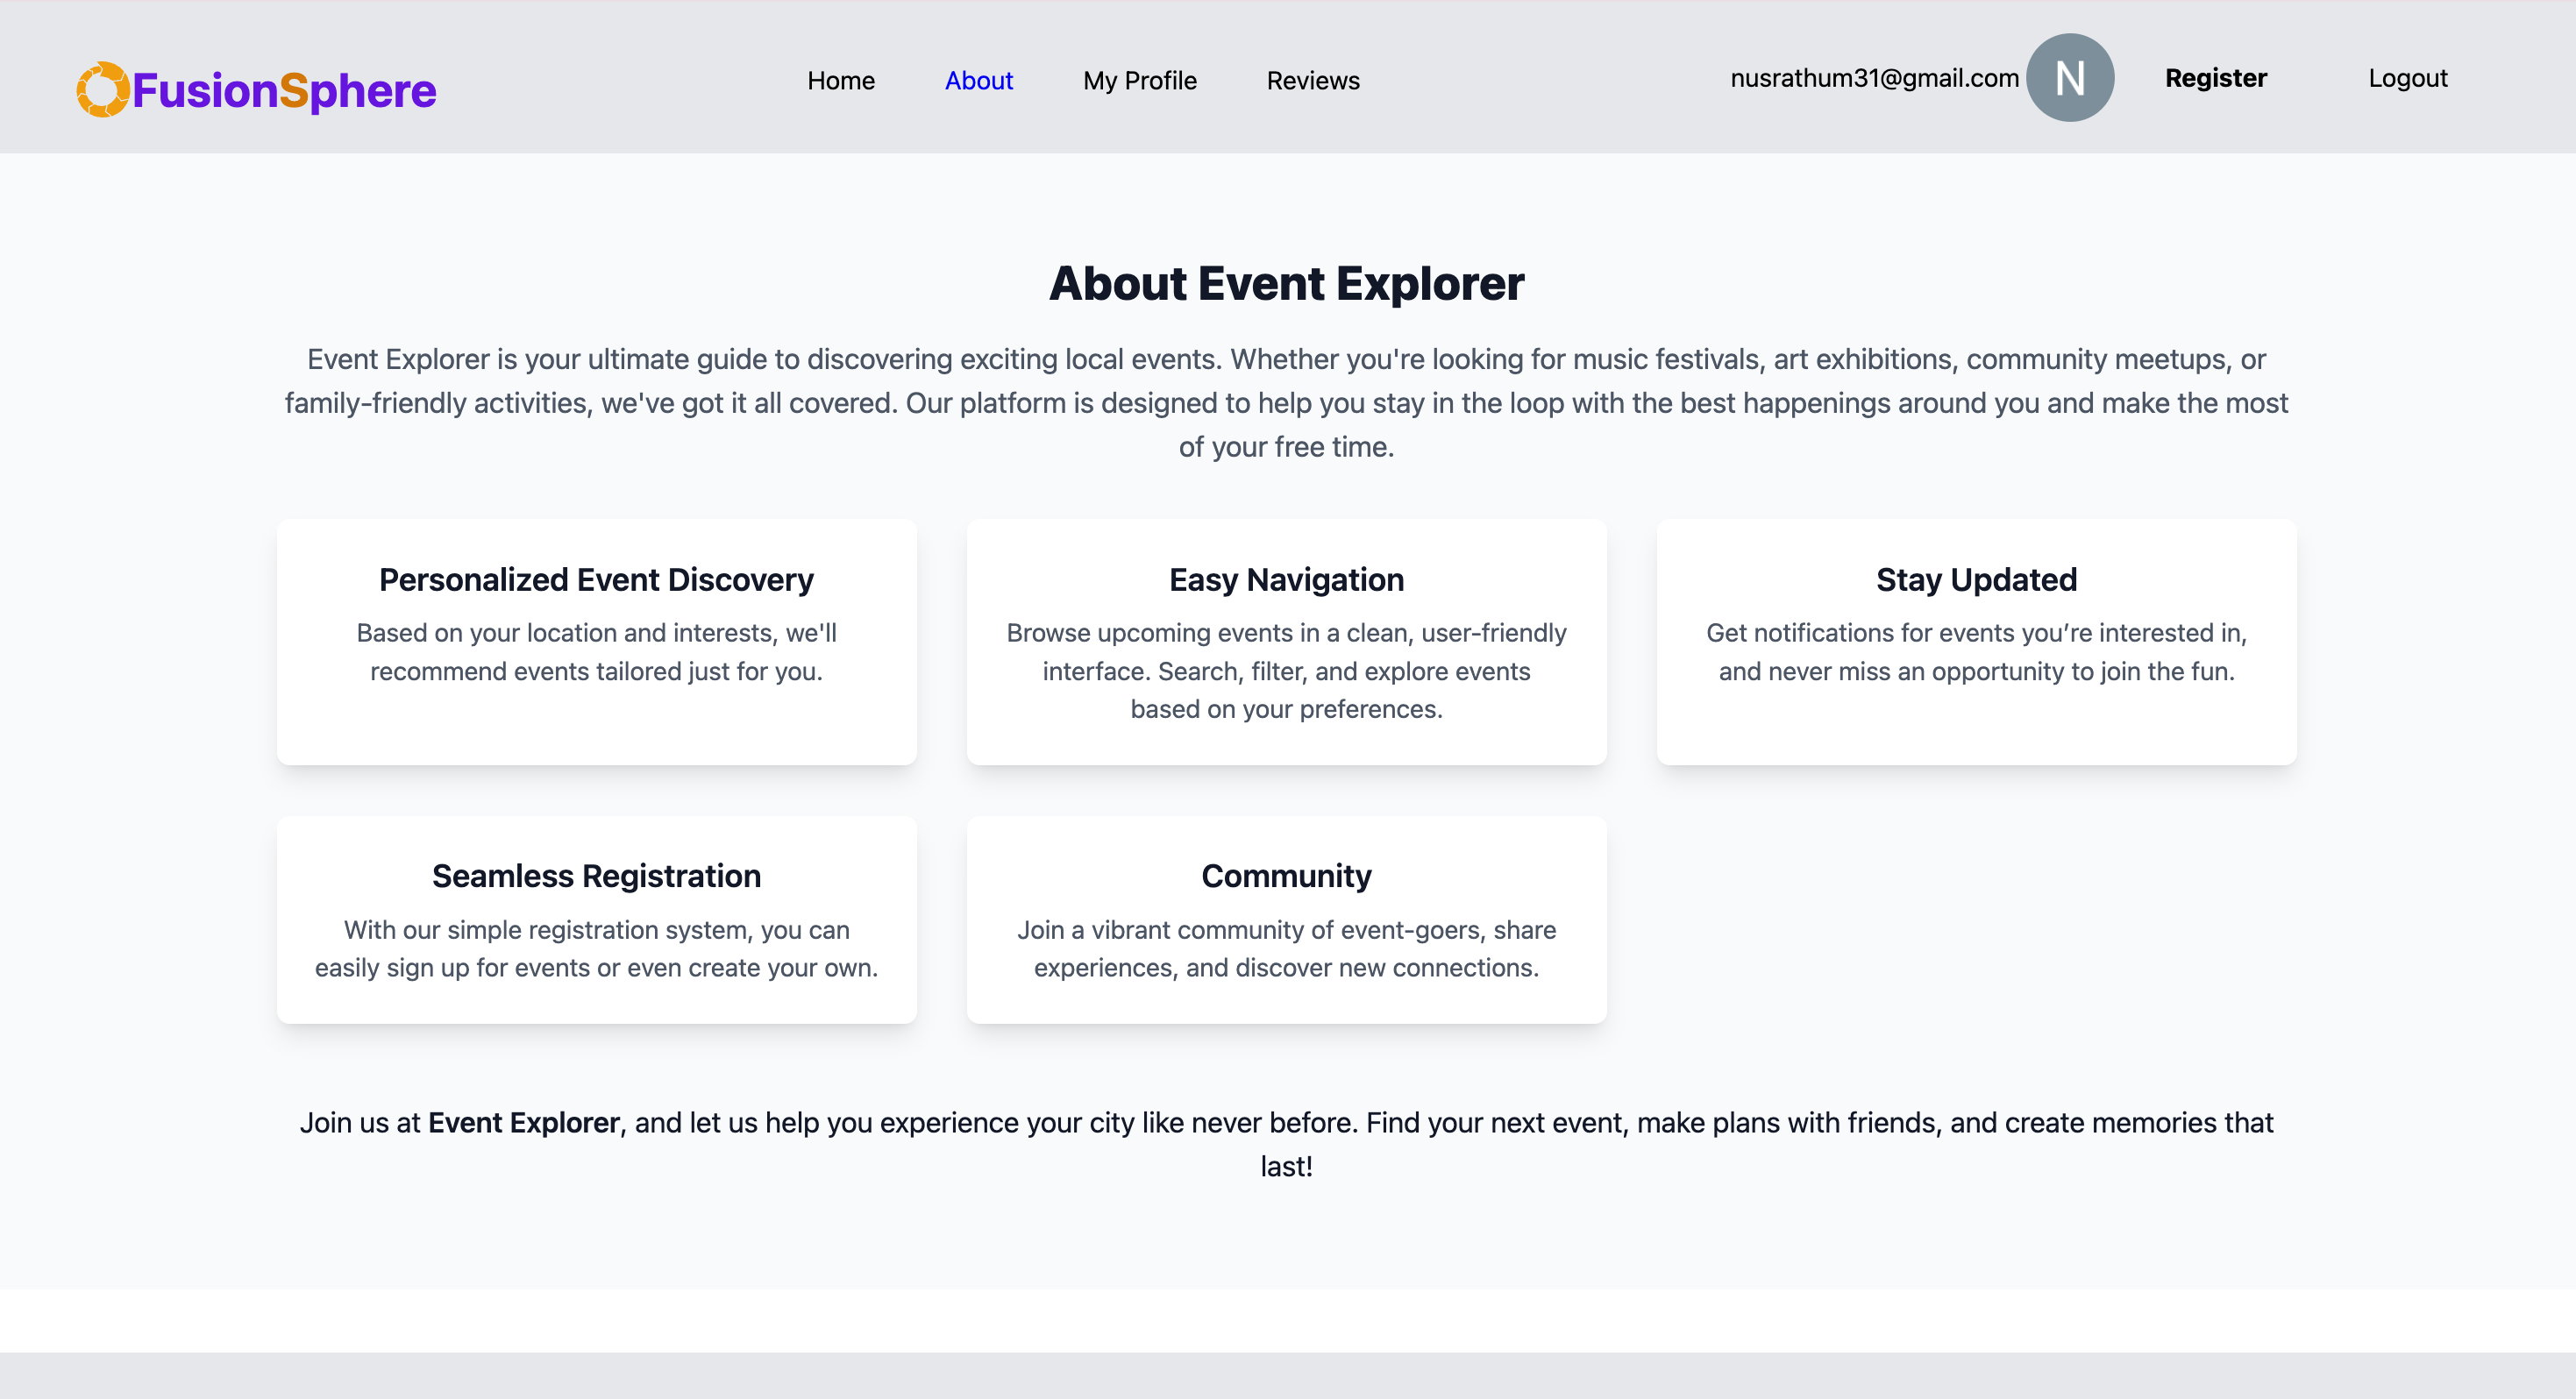 FusionSphere
Home About My Profile Reviews
nusrathum31@gmail.com N Register Logout
About Event Explorer
Event Explorer is your ultimate guide to discovering exciting local events. Whether you're looking for music festivals, art exhibitions, community meetups, or
family-friendly activities, we've got it all covered. Our platform is designed to help you stay in the loop with the best happenings around you and make the most
of your free time.
Personalized Event Discovery
Based on your location and interests, we'll
recommend events tailored just for you.
Easy Navigation
Browse upcoming events in a clean, user-friendly
interface. Search, filter, and explore events
based on your preferences.
Stay Updated
Get notifications for events you’re interested in,
and never miss an opportunity to join the fun.
Seamless Registration
With our simple registration system, you can
easily sign up for events or even create your own.
Community
Join a vibrant community of event-goers, share
experiences, and discover new connections.
Join us at Event Explorer, and let us help you experience your city like never before. Find your next event, make plans with friends, and create memories that
last!